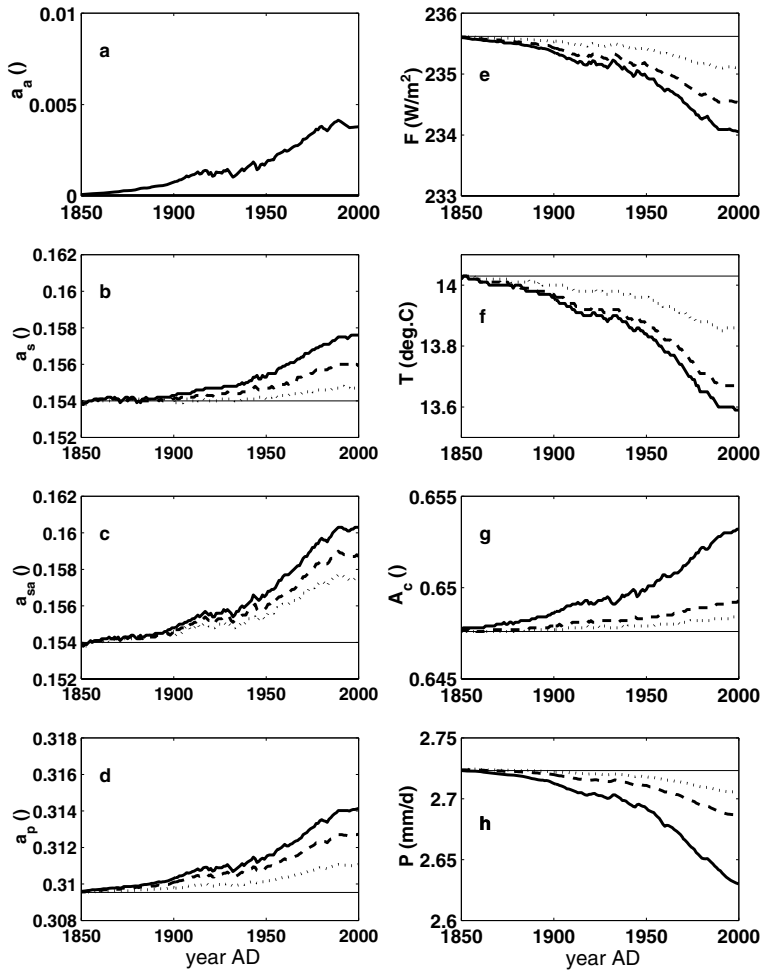 0.01
a
a_a ()
0.005
0
1850 1900 1950 2000
236
235
F (W/m²)
e
234
233
1850 1900 1950 2000
0.162
0.16
b
0.158
a_s ()
0.156
0.154
0.152
1850 1900 1950 2000
14
f
T (deg.C)
13.8
13.6
1850 1900 1950 2000
0.162
0.16
c
0.158
a_sa ()
0.156
0.154
0.152
1850 1900 1950 2000
0.655
g
A_c ()
0.65
0.645
1850 1900 1950 2000
0.318
0.316
d
0.314
a_p ()
0.312
0.31
0.308
1850 1900 1950 2000
year AD
2.75
2.7
P (mm/d)
h
2.65
2.6
1850 1900 1950 2000
year AD